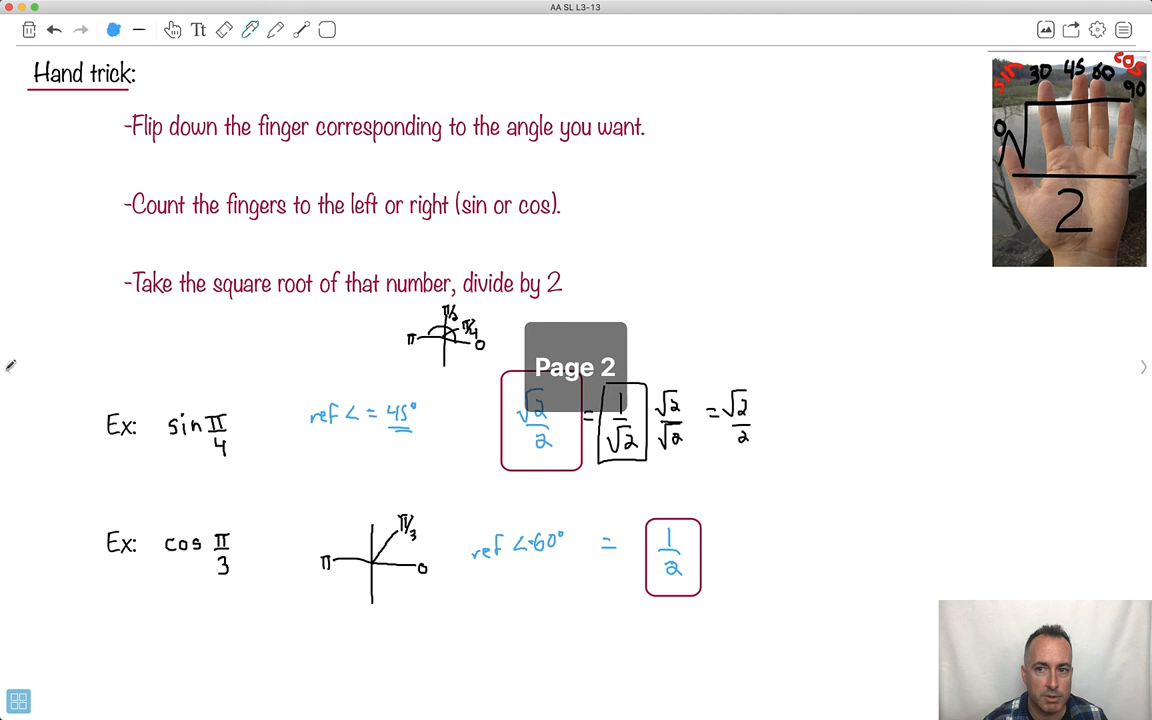 AA SL L3-13
Tt
Hand trick:
sin 30 45 60 cos
90
0 √
2
-Flip down the finger corresponding to the angle you want.
-Count the fingers to the left or right (sin or cos).
-Take the square root of that number, divide by 2
π/2
π π/4 0
Page 2
Ex: sin π/4 ref ∠ = 45° √2/2 = 1/√2 √2/√2 = √2/2
Ex: cos π/3 π π/3 0 ref ∠=60° = 1/2